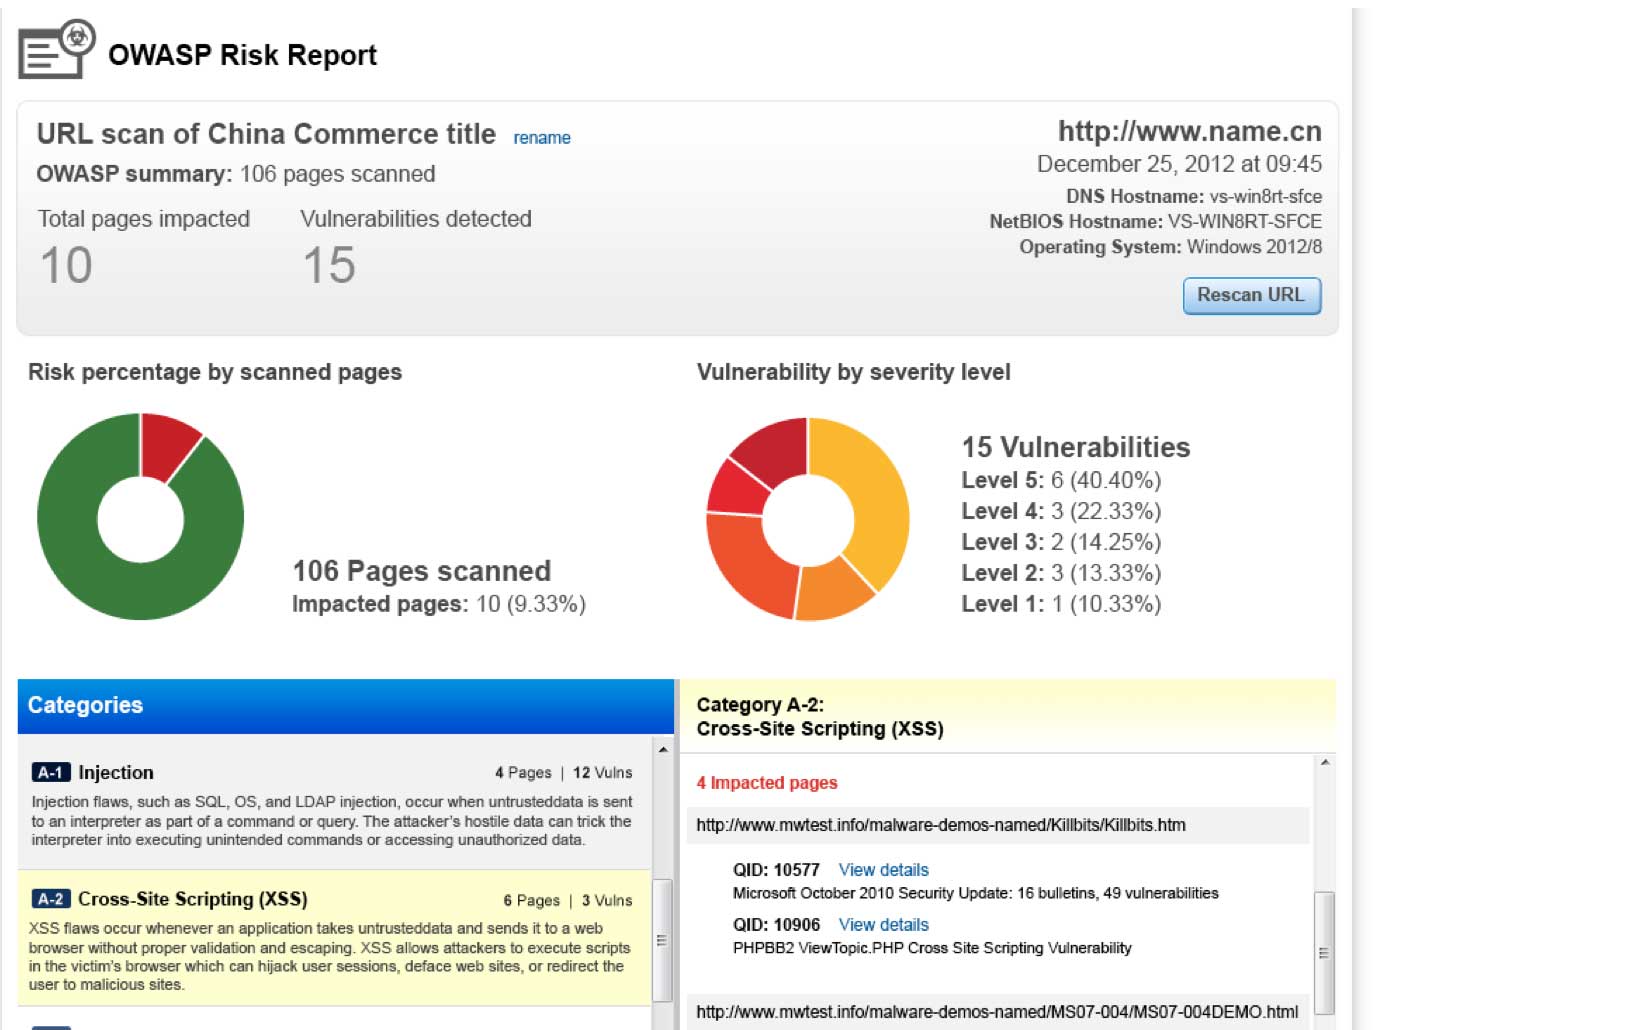 OWASP Risk Report
URL scan of China Commerce title rename
OWASP summary: 106 pages scanned
Total pages impacted
10
Vulnerabilities detected
15
http://www.name.cn
December 25, 2012 at 09:45
DNS Hostname: vs-win8rt-sfce
NetBIOS Hostname: VS-WIN8RT-SFCE
Operating System: Windows 2012/8
Rescan URL
Risk percentage by scanned pages
106 Pages scanned
Impacted pages: 10 (9.33%)
Vulnerability by severity level
15 Vulnerabilities
Level 5: 6 (40.40%)
Level 4: 3 (22.33%)
Level 3: 2 (14.25%)
Level 2: 3 (13.33%)
Level 1: 1 (10.33%)
Categories
A-1 Injection 4 Pages | 12 Vulns
Injection flaws, such as SQL, OS, and LDAP injection, occur when untrusteddata is sent
to an interpreter as part of a command or query. The attacker's hostile data can trick the
interpreter into executing unintended commands or accessing unauthorized data.
A-2 Cross-Site Scripting (XSS) 6 Pages | 3 Vulns
XSS flaws occur whenever an application takes untrusteddata and sends it to a web
browser without proper validation and escaping. XSS allows attackers to execute scripts
in the victim's browser which can hijack user sessions, deface web sites, or redirect the
user to malicious sites.
Category A-2:
Cross-Site Scripting (XSS)
4 Impacted pages
http://www.mwtest.info/malware-demos-named/Killbits/Killbits.htm
QID: 10577 View details
Microsoft October 2010 Security Update: 16 bulletins, 49 vulnerabilities
QID: 10906 View details
PHPBB2 ViewTopic.PHP Cross Site Scripting Vulnerability
http://www.mwtest.info/malware-demos-named/MS07-004/MS07-004DEMO.html